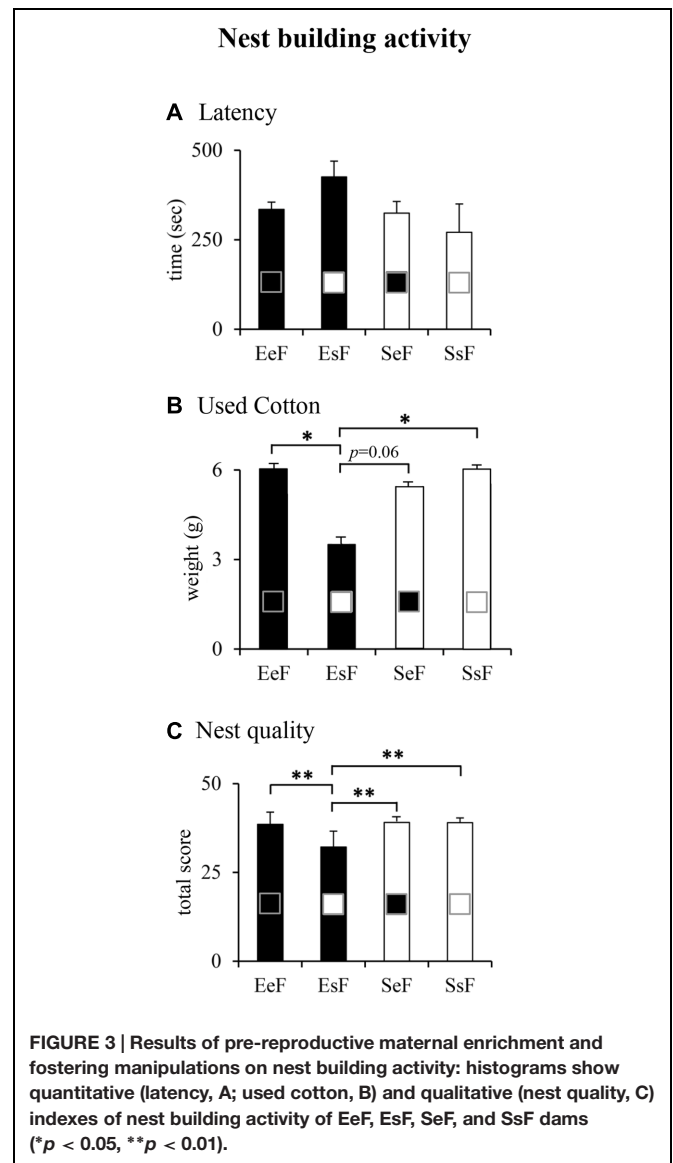 Nest building activity
A Latency
500
250
0
time (sec)
EeF EsF SeF SsF
B Used Cotton
*
*
p=0.06
6
3
0
weight (g)
EeF EsF SeF SsF
C Nest quality
**
**
**
50
25
0
total score
EeF EsF SeF SsF
FIGURE 3 | Results of pre-reproductive maternal enrichment and
fostering manipulations on nest building activity: histograms show
quantitative (latency, A; used cotton, B) and qualitative (nest quality, C)
indexes of nest building activity of EeF, EsF, SeF, and SsF dams
(*p < 0.05, **p < 0.01).